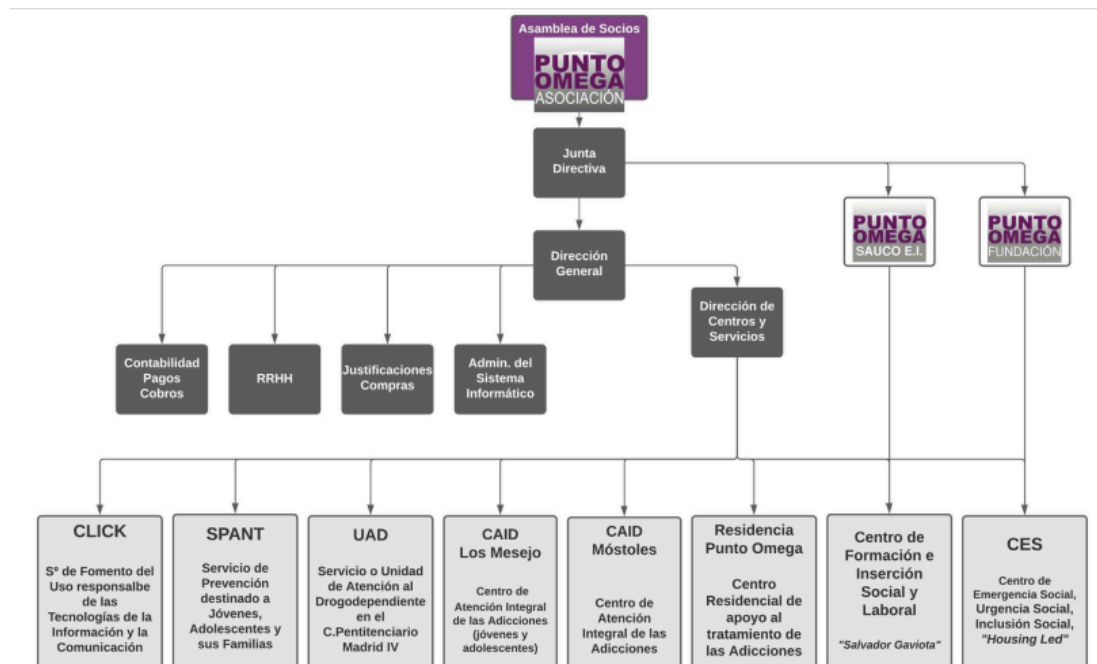 Asamblea de Socios
PUNTO
OMEGA
ASOCIACIÓN
Junta
Directiva
PUNTO
OMEGA
SAUCO E.I.
PUNTO
OMEGA
FUNDACIÓN
Dirección
General
Dirección de
Centros y
Servicios
Contabilidad
Pagos
Cobros
RRHH
Justificaciones
Compras
Admin. del
Sistema
Informático
CLICK
Sº de Fomento del
Uso responsalbe
de las
Tecnologías de la
Información y la
Comunicación
SPANT
Servicio de
Prevención
destinado a
Jóvenes,
Adolescentes y
sus Familias
UAD
Servicio o Unidad
de Atención al
Drogodependiente
en el
C.Pentitenciario
Madrid IV
CAID
Los Mesejo
Centro de
Atención Integral
de las Adicciones
(jóvenes y
adolescentes)
CAID
Móstoles
Centro de
Atención
Integral de las
Adicciones
Residencia
Punto Omega
Centro
Residencial de
apoyo al
tratamiento de
las Adicciones
Centro de
Formación e
Inserción
Social y
Laboral
"Salvador Gaviota"
CES
Centro de
Emergencia Social,
Urgencia Social,
Inclusión Social,
"Housing Led"